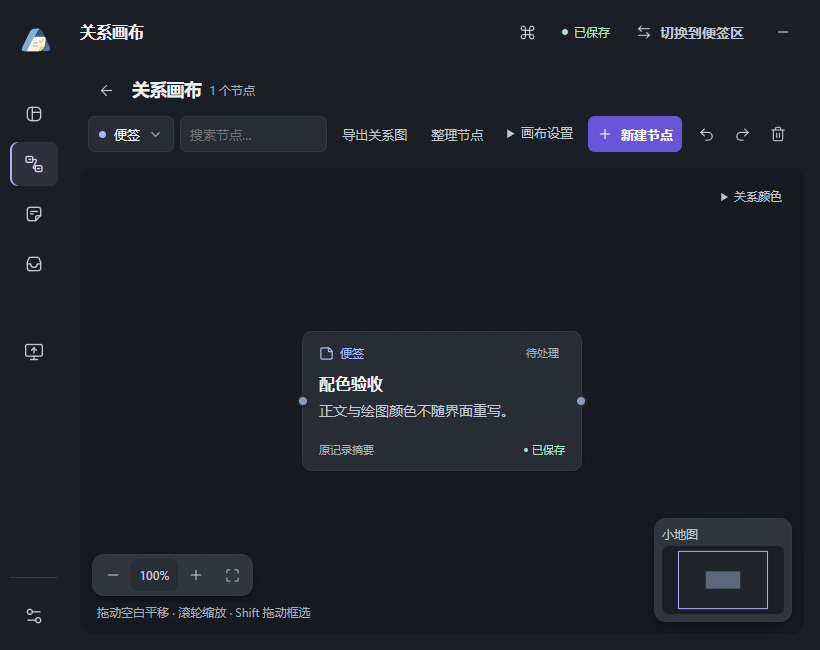 关系画布
已保存
切换到便签区
关系画布 1 个节点
便签
搜索节点...
导出关系图
整理节点
画布设置
新建节点
关系颜色
便签
待处理
配色验收
正文与绘图颜色不随界面重写。
原记录摘要
已保存
小地图
100%
拖动空白平移 · 滚轮缩放 · Shift 拖动框选